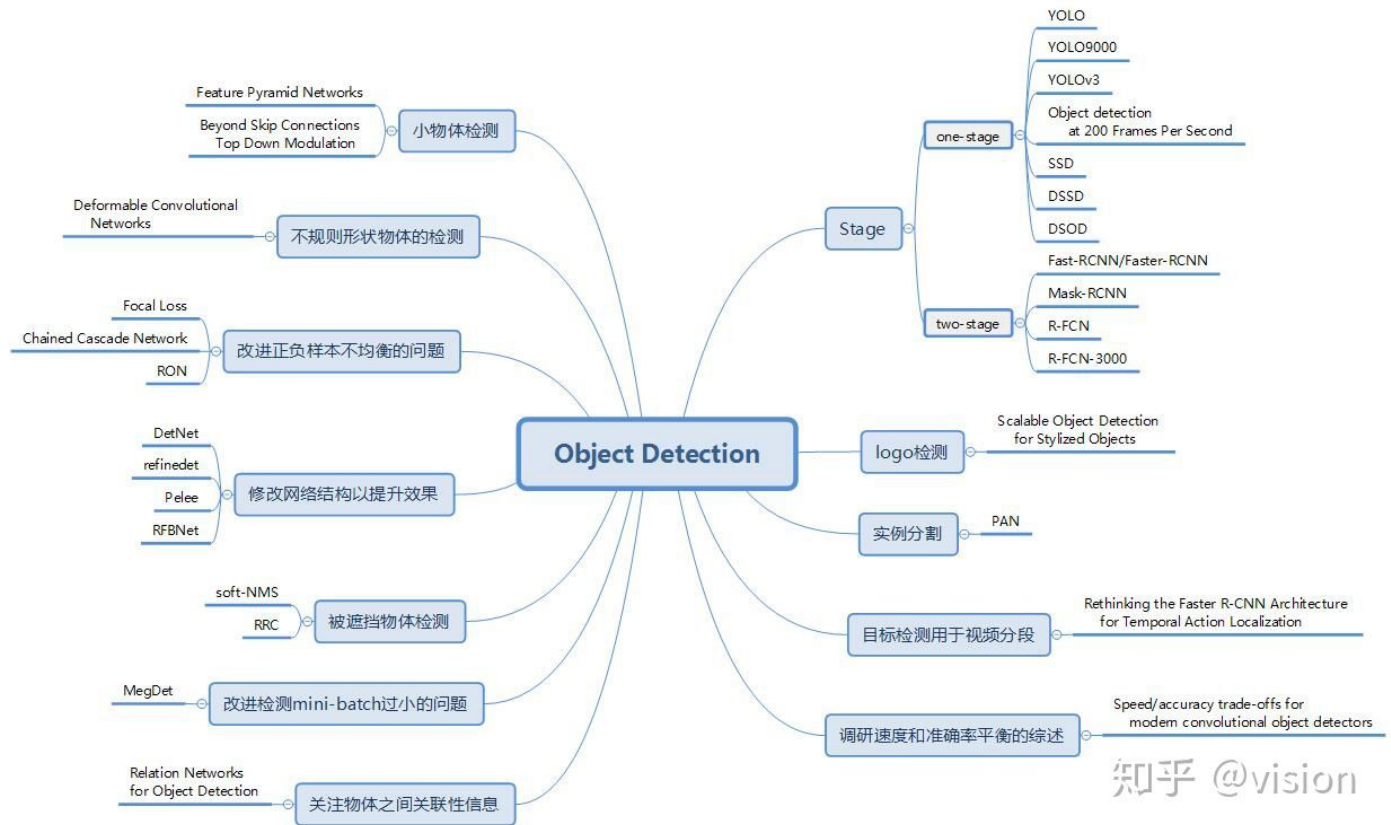 Object Detection
小物体检测
Feature Pyramid Networks
Beyond Skip Connections
Top Down Modulation
不规则形状物体的检测
Deformable Convolutional
Networks
改进正负样本不均衡的问题
Focal Loss
Chained Cascade Network
RON
修改网络结构以提升效果
DetNet
refinedet
Pelee
RFBNet
被遮挡物体检测
soft-NMS
RRC
改进检测mini-batch过小的问题
MegDet
关注物体之间关联性信息
Relation Networks
for Object Detection
Stage
one-stage
YOLO
YOLO9000
YOLOv3
Object detection
at 200 Frames Per Second
SSD
DSSD
DSOD
two-stage
Fast-RCNN/Faster-RCNN
Mask-RCNN
R-FCN
R-FCN-3000
logo检测
Scalable Object Detection
for Stylized Objects
实例分割
PAN
目标检测用于视频分段
Rethinking the Faster R-CNN Architecture
for Temporal Action Localization
调研速度和准确率平衡的综述
Speed/accuracy trade-offs for
modern convolutional object detectors
知乎 @vision